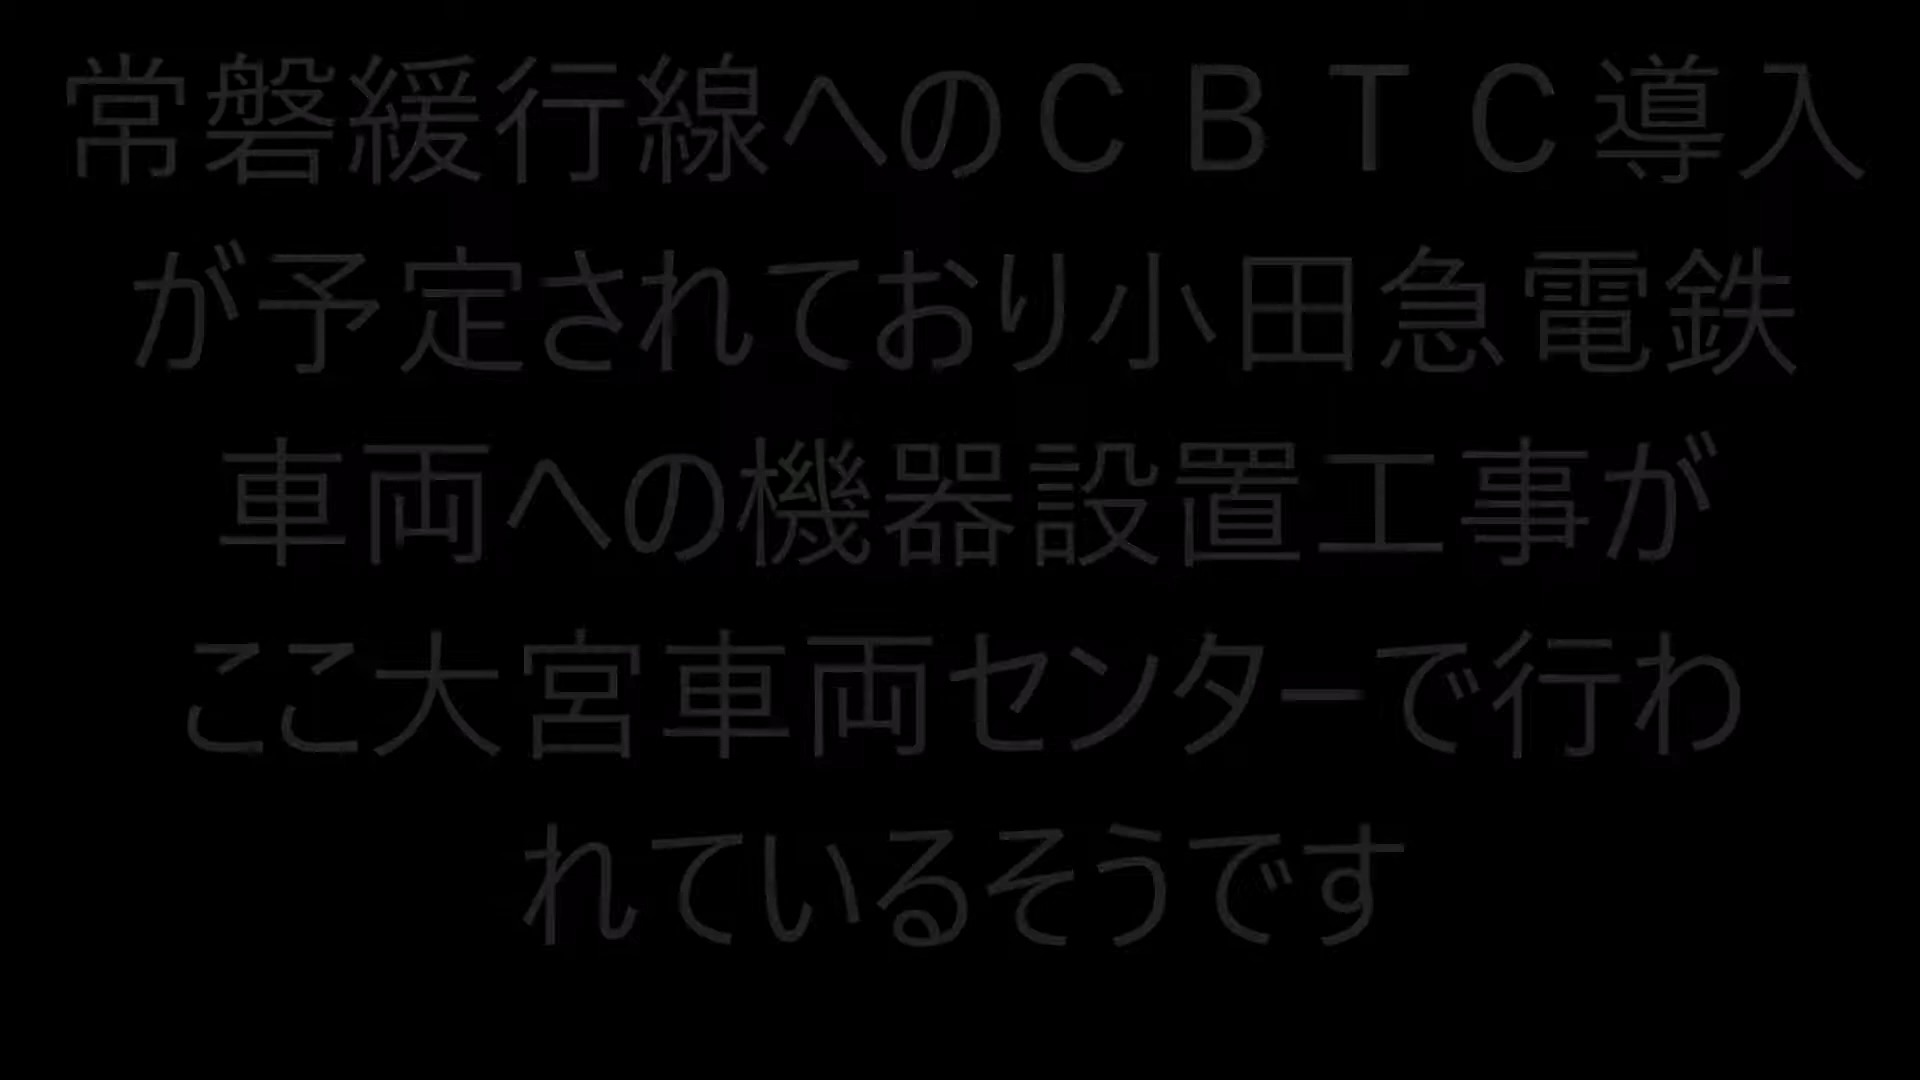 常磐緩行線へのＣＢＴＣ導入
が予定されており小田急電鉄
車両への機器設置工事が
ここ大宮車両センターで行わ
れているそうです